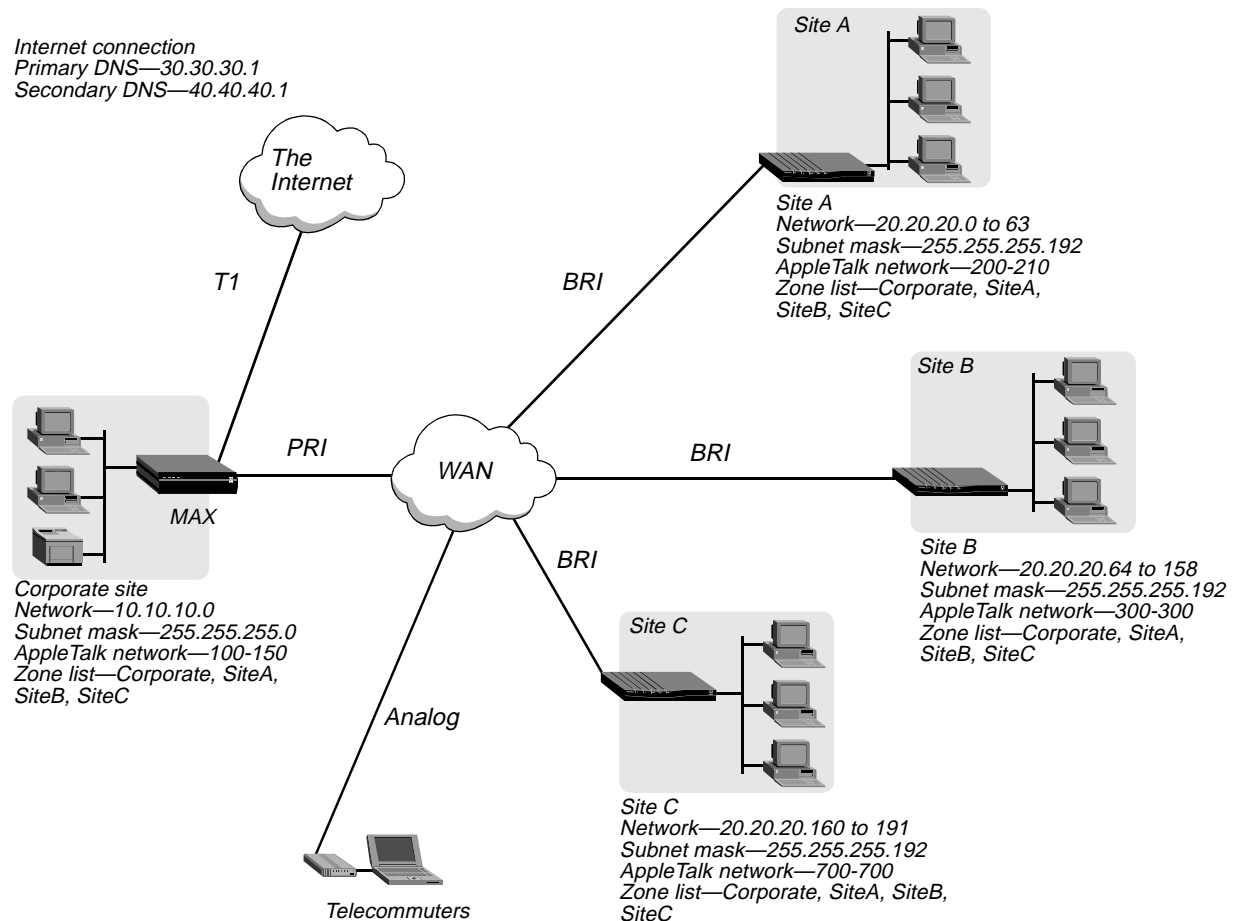 Internet connection
Primary DNS—30.30.30.1
Secondary DNS—40.40.40.1
The
Internet
T1
Site A
Site A
Network—20.20.20.0 to 63
Subnet mask—255.255.255.192
AppleTalk network—200-210
Zone list—Corporate, SiteA,
SiteB, SiteC
BRI
Site B
BRI
PRI
WAN
MAX
Site B
Network—20.20.20.64 to 158
Subnet mask—255.255.255.192
AppleTalk network—300-300
Zone list—Corporate, SiteA,
SiteB, SiteC
BRI
Corporate site
Network—10.10.10.0
Subnet mask—255.255.255.0
AppleTalk network—100-150
Zone list—Corporate, SiteA,
SiteB, SiteC
Site C
Analog
Site C
Network—20.20.20.160 to 191
Subnet mask—255.255.255.192
AppleTalk network—700-700
Zone list—Corporate, SiteA, SiteB,
SiteC
Telecommuters